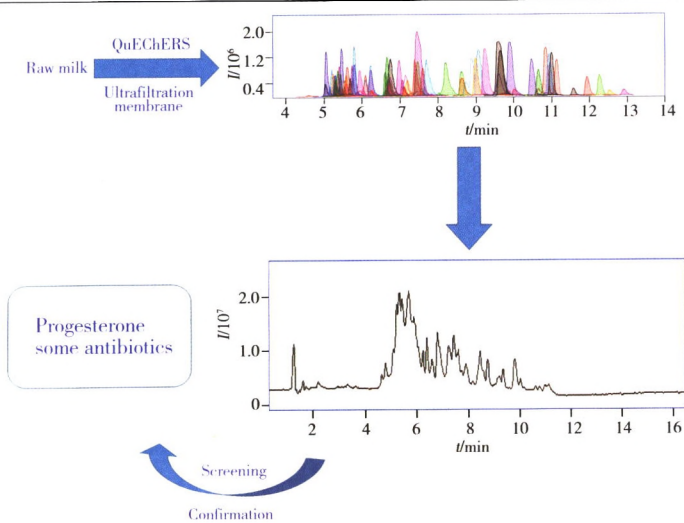 QuEChERS
Raw milk
Ultrafiltration
membrane
I/10⁶
2.0
1.2
0.4
4 5 6 7 8 9 10 11 12 13 14
t/min
Progesterone
some antibiotics
I/10⁷
2.0
1.0
0
2 4 6 8 10 12 14 16
t/min
Screening
Confirmation